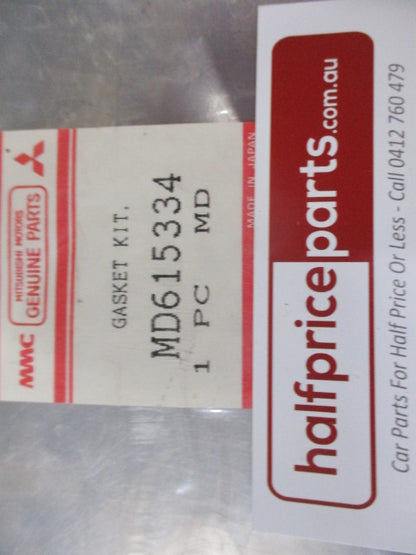 MMC
MITSUBISHI MOTORS
GENUINE PARTS
GASKET KIT.
MD615334
1 PC MD
MADE IN JAPAN
halfpriceparts.com.au
Car Parts For Half Price Or Less - Call 0412 760 479